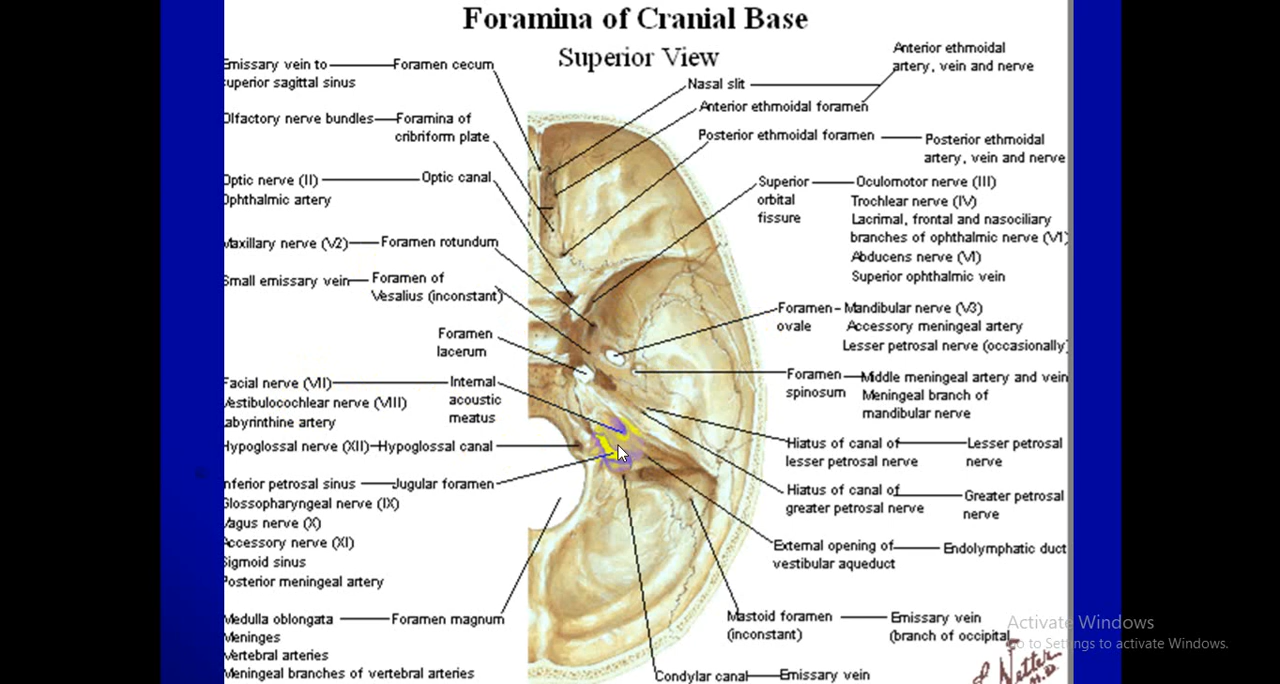 Foramina of Cranial Base
Superior View
Emissary vein to
superior sagittal sinus
Foramen cecum
Olfactory nerve bundles
Foramina of
cribriform plate
Optic nerve (II)
Ophthalmic artery
Optic canal
Maxillary nerve (V2)
Foramen rotundum
Small emissary vein
Foramen of
Vesalius (inconstant)
Foramen
lacerum
Facial nerve (VII)
Vestibulocochlear nerve (VIII)
Labyrinthine artery
Internal
acoustic
meatus
Hypoglossal nerve (XII)
Hypoglossal canal
Inferior petrosal sinus
Glossopharyngeal nerve (IX)
Vagus nerve (X)
Accessory nerve (XI)
Sigmoid sinus
Posterior meningeal artery
Jugular foramen
Medulla oblongata
Meninges
Vertebral arteries
Meningeal branches of vertebral arteries
Foramen magnum
Nasal slit
Anterior ethmoidal foramen
Anterior ethmoidal
artery, vein and nerve
Posterior ethmoidal foramen
Posterior ethmoidal
artery, vein and nerve
Superior
orbital
fissure
Oculomotor nerve (III)
Trochlear nerve (IV)
Lacrimal, frontal and nasociliary
branches of ophthalmic nerve (V1)
Abducens nerve (VI)
Superior ophthalmic vein
Foramen
ovale
Mandibular nerve (V3)
Accessory meningeal artery
Lesser petrosal nerve (occasionally)
Foramen
spinosum
Middle meningeal artery and vein
Meningeal branch of
mandibular nerve
Hiatus of canal of
lesser petrosal nerve
Lesser petrosal
nerve
Hiatus of canal of
greater petrosal nerve
Greater petrosal
nerve
External opening of
vestibular aqueduct
Endolymphatic duct
Mastoid foramen
(inconstant)
Emissary vein
(branch of occipital
Condylar canal
Emissary vein
Activate Windows
Go to Settings to activate Windows.
F. Netter
M.D.